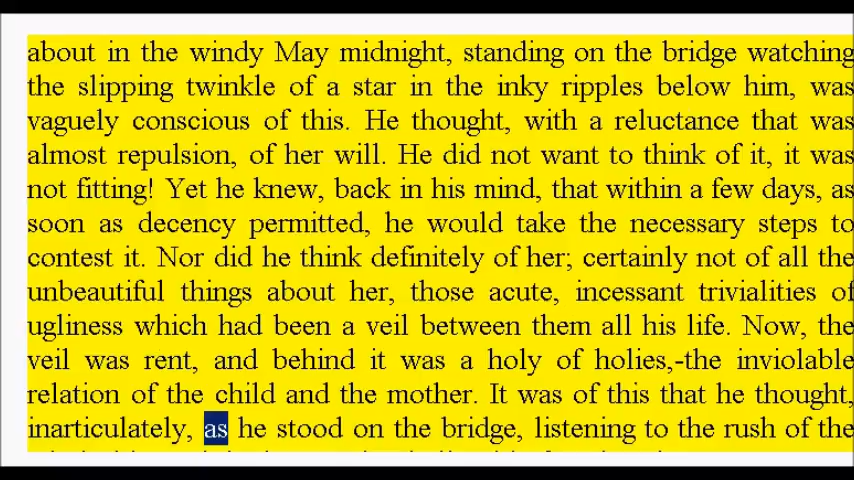 about in the windy May midnight, standing on the bridge watching
the slipping twinkle of a star in the inky ripples below him, was
vaguely conscious of this. He thought, with a reluctance that was
almost repulsion, of her will. He did not want to think of it, it was
not fitting! Yet he knew, back in his mind, that within a few days, as
soon as decency permitted, he would take the necessary steps to
contest it. Nor did he think definitely of her; certainly not of all the
unbeautiful things about her, those acute, incessant trivialities of
ugliness which had been a veil between them all his life. Now, the
veil was rent, and behind it was a holy of holies,-the inviolable
relation of the child and the mother. It was of this that he thought,
inarticulately, as he stood on the bridge, listening to the rush of the